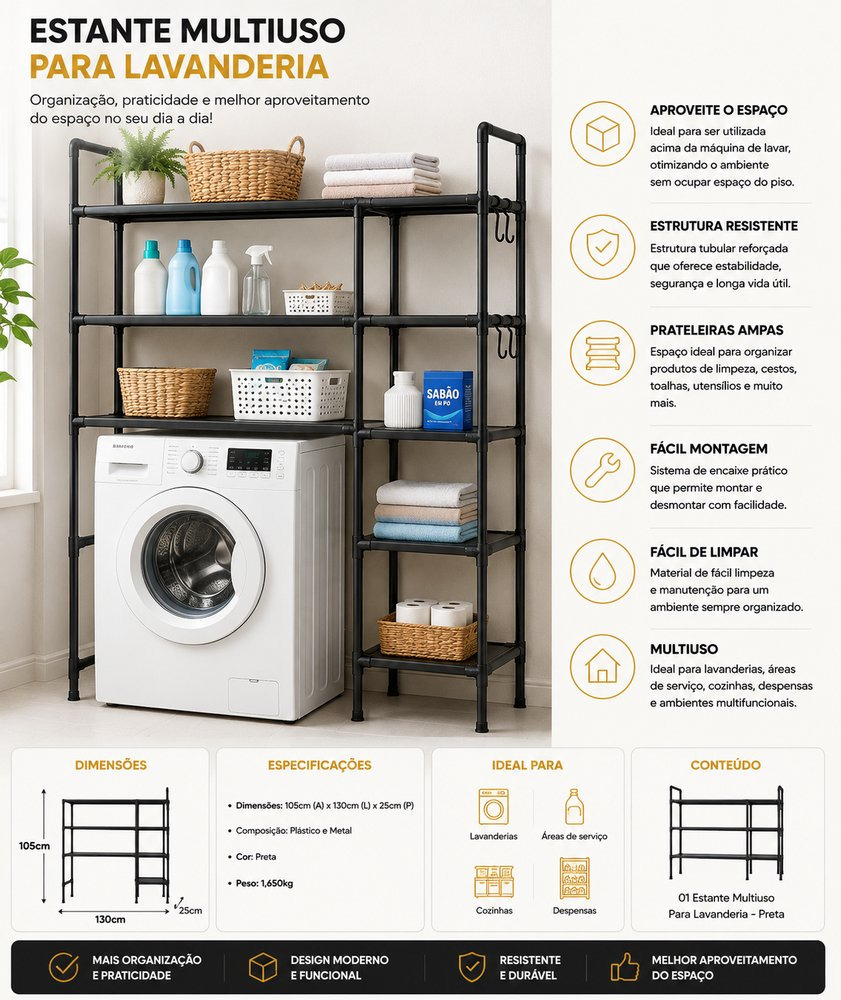 ESTANTE MULTIUSO
PARA LAVANDERIA
Organização, praticidade e melhor aproveitamento
do espaço no seu dia a dia!
APROVEITE O ESPAÇO
Ideal para ser utilizada
acima da máquina de lavar,
otimizando o ambiente
sem ocupar espaço do piso.
ESTRUTURA RESISTENTE
Estrutura tubular reforçada
que oferece estabilidade,
segurança e longa vida útil.
PRATELEIRAS AMPAS
Espaço ideal para organizar
produtos de limpeza, cestos,
toalhas, utensílios e muito
mais.
FÁCIL MONTAGEM
Sistema de encaixe prático
que permite montar e
desmontar com facilidade.
FÁCIL DE LIMPAR
Material de fácil limpeza
e manutenção para um
ambiente sempre organizado.
MULTIUSO
Ideal para lavanderias, áreas
de serviço, cozinhas, despensas
e ambientes multifuncionais.
SABÃO
EM PÓ
DIMENSÕES
105cm
130cm
25cm
ESPECIFICAÇÕES
• Dimensões: 105cm (A) x 130cm (L) x 25cm (P)
• Composição: Plástico e Metal
• Cor: Preta
• Peso: 1,650kg
IDEAL PARA
Lavanderias
Áreas de serviço
Cozinhas
Despensas
CONTEÚDO
01 Estante Multiuso
Para Lavanderia - Preta
MAIS ORGANIZAÇÃO
E PRATICIDADE
DESIGN MODERNO
E FUNCIONAL
RESISTENTE
E DURÁVEL
MELHOR APROVEITAMENTO
DO ESPAÇO